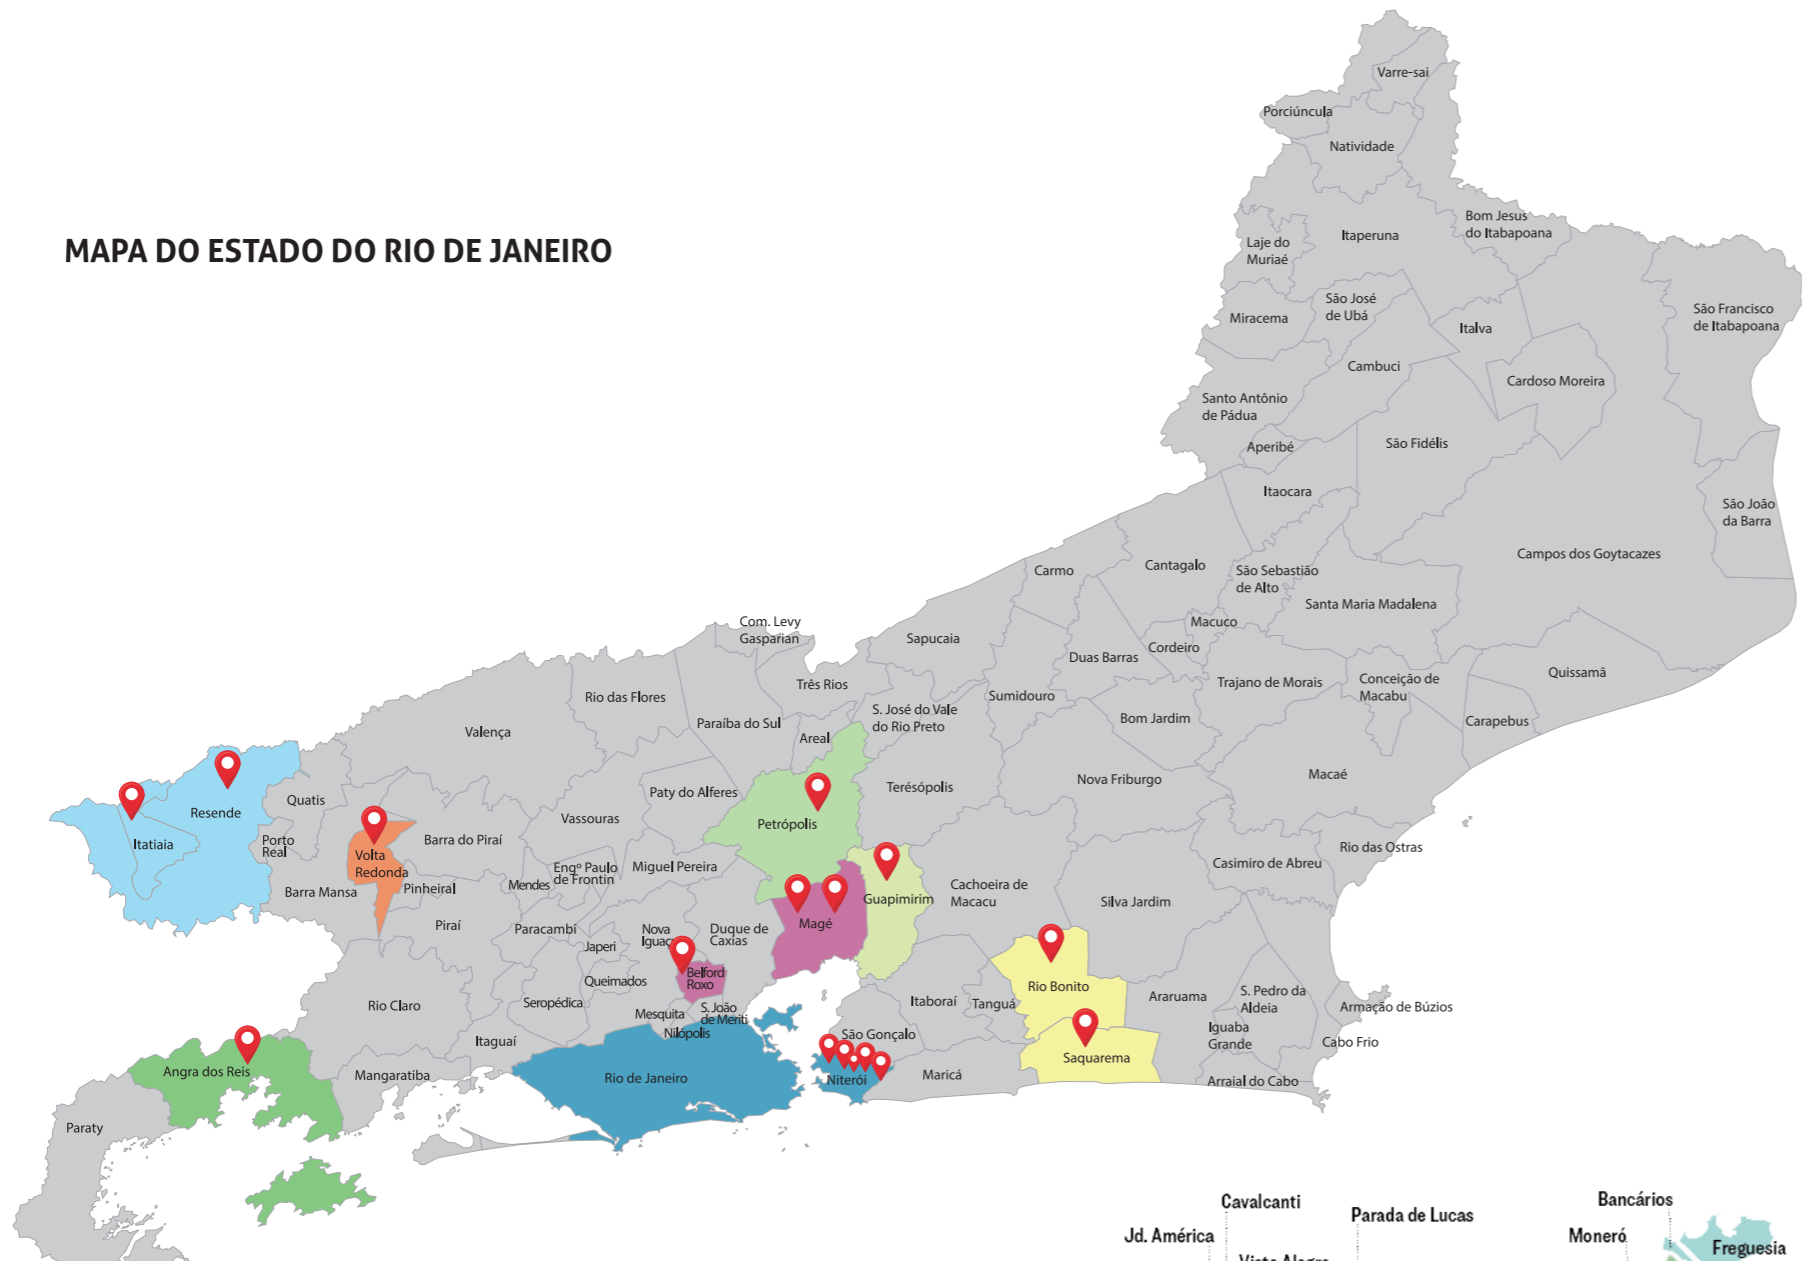 MAPA DO ESTADO DO RIO DE JANEIRO
Varre-sai
Porciúncula
Natividade
Bom Jesus
do Itabapoana
Itaperuna
Laje do
Muriaé
São José
de Ubá
São Francisco
de Itabapoana
Miracema
Italva
Cambuci
Cardoso Moreira
Santo Antônio
de Pádua
Aperibé
São Fidélis
Itaocara
São João
da Barra
Campos dos Goytacazes
Cantagalo
Carmo
São Sebastião
de Alto
Santa Maria Madalena
Macuco
Com. Levy
Gasparian
Sapucaia
Cordeiro
Duas Barras
Quissamã
Trajano de Morais
Conceição de
Macabu
Três Rios
Rio das Flores
Sumidouro
S. José do Vale
do Rio Preto
Bom Jardim
Carapebus
Paraíba do Sul
Valença
Areal
Macaé
Nova Friburgo
Terésópolis
Paty do Alferes
Quatis
Resende
Vassouras
Petrópolis
Itatiaia
Porto
Real
Barra do Piraí
Rio das Ostras
Volta
Redonda
Casimiro de Abreu
Miguel Pereira
Engº Paulo
de Frontin
Mendes
Pinheiral
Barra Mansa
Cachoeira de
Macacu
Guapimirim
Silva Jardim
Magé
Piraí
Paracambi
Nova
Iguaçu
Duque de
Caxias
Japeri
Belford
Roxo
Queimados
Rio Bonito
Araruama
S. Pedro da
Aldeia
Armação de Búzios
Itaboraí
Tanguá
Rio Claro
Seropédica
Mesquita
S. João
de Meriti
Nilópolis
São Gonçalo
Iguaba
Grande
Cabo Frio
Itaguaí
Saquarema
Angra dos Reis
Mangaratiba
Rio de Janeiro
Niterói
Maricá
Arraial do Cabo
Paraty
Cavalcanti
Bancários
Parada de Lucas
Jd. América
Moneró
Freguesia
Vista Alegre